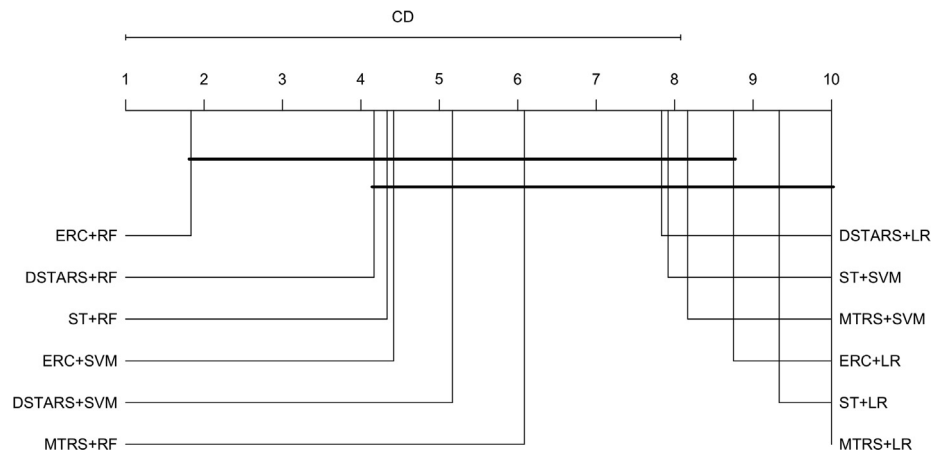 CD
1 2 3 4 5 6 7 8 9 10
ERC+RF DSTARS+LR
DSTARS+RF ST+SVM
ST+RF MTRS+SVM
ERC+SVM ERC+LR
DSTARS+SVM ST+LR
MTRS+RF MTRS+LR